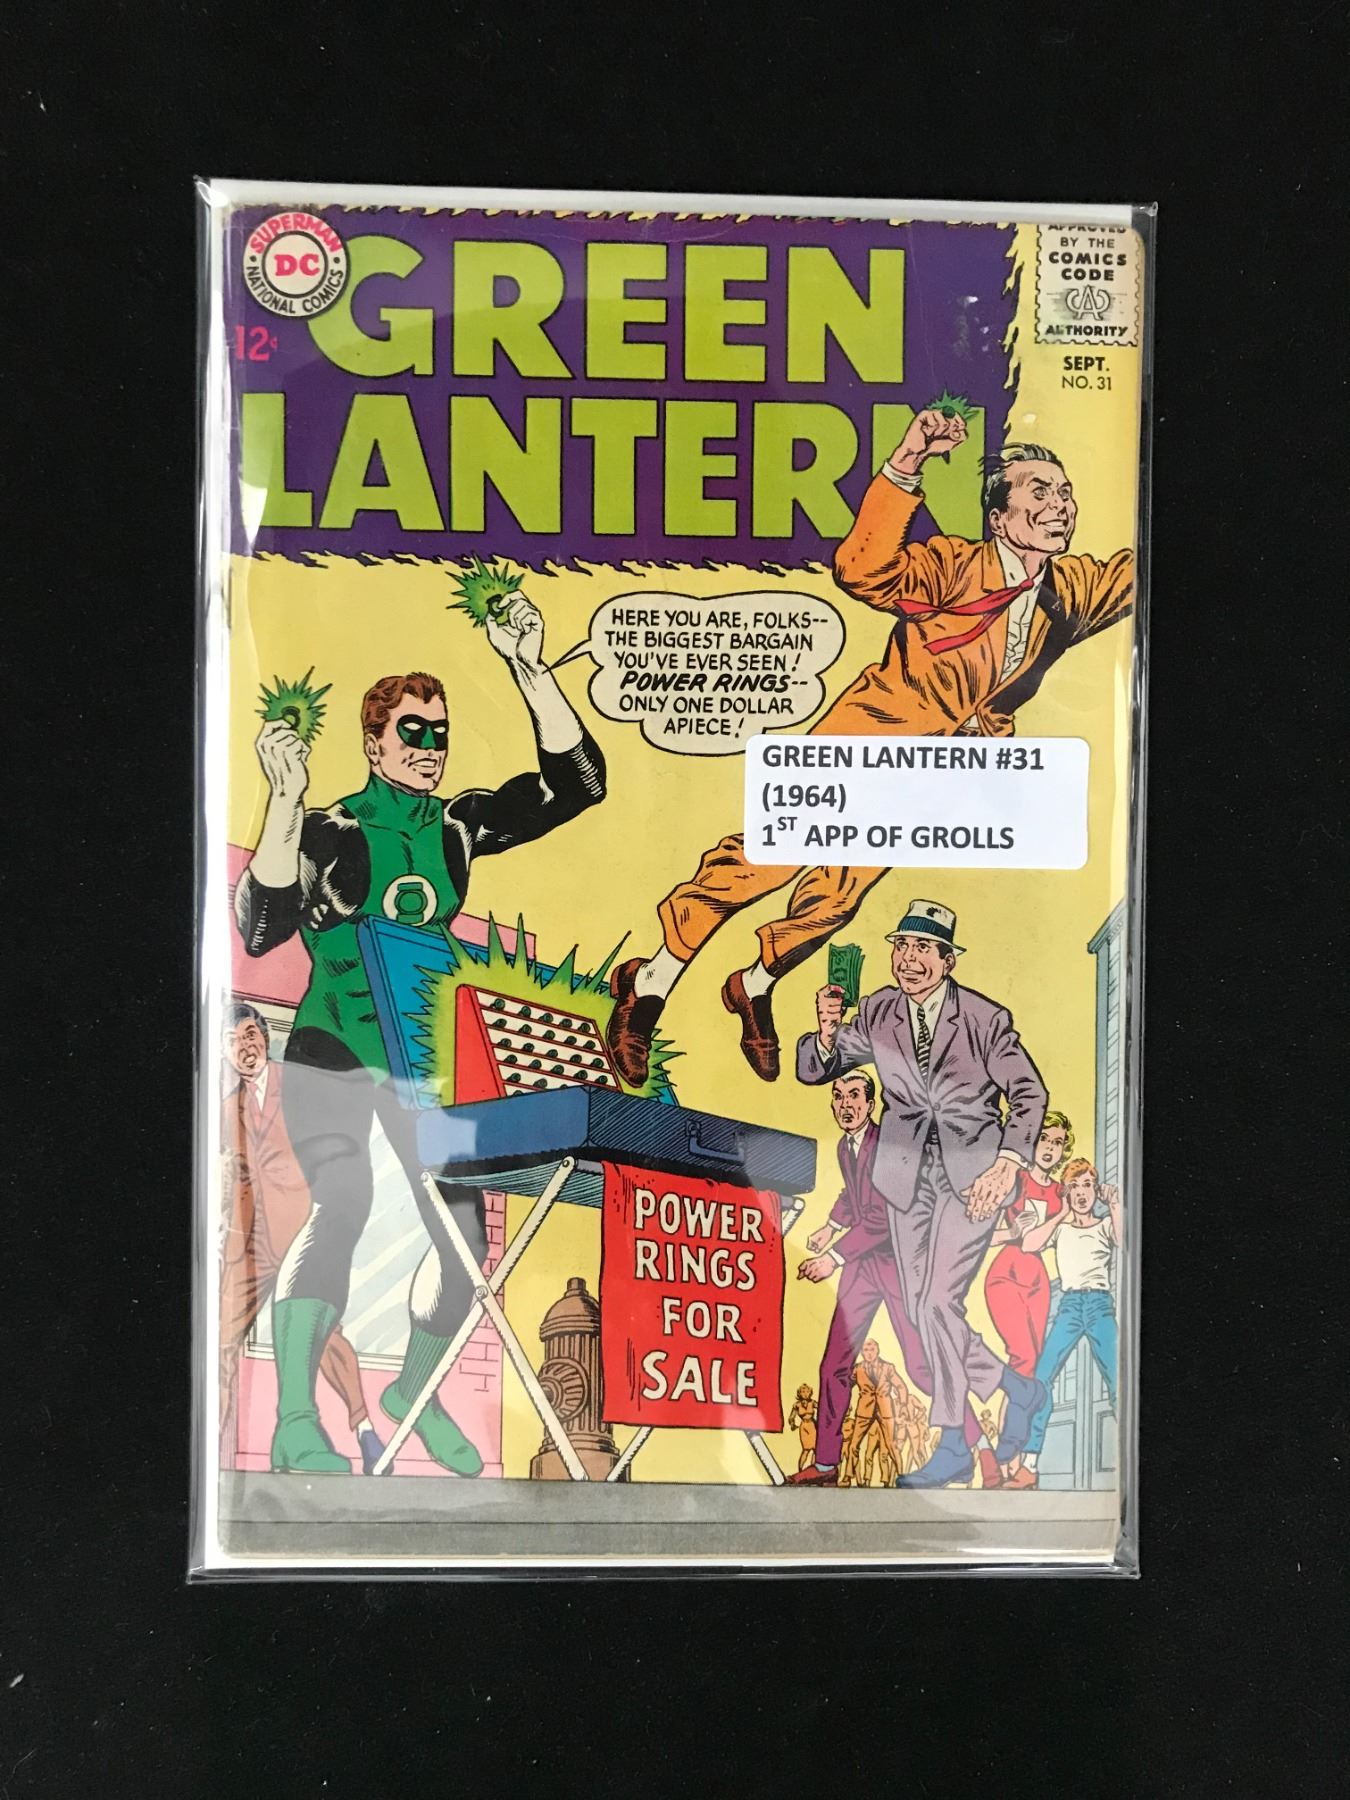 SUPERMAN
DC
NATIONAL COMICS
12¢
GREEN
LANTERN
APPROVED
BY THE
COMICS
CODE
CA
AUTHORITY
SEPT.
NO. 31
HERE YOU ARE, FOLKS--
THE BIGGEST BARGAIN
YOU'VE EVER SEEN!
POWER RINGS--
ONLY ONE DOLLAR
APIECE!
GREEN LANTERN #31
(1964)
1ST APP OF GROLLS
POWER
RINGS
FOR
SALE